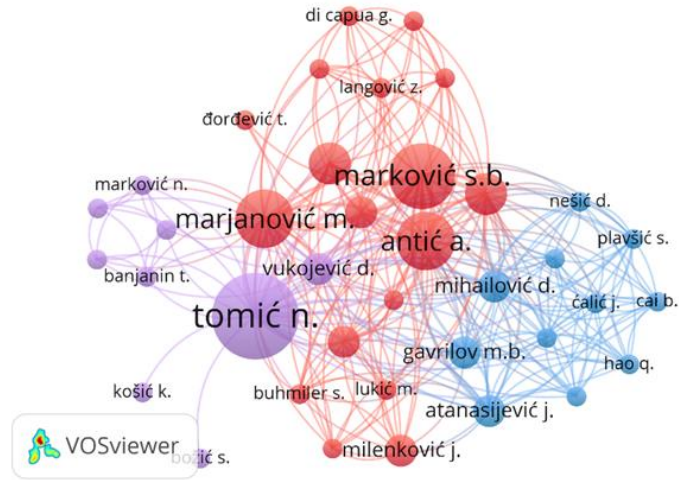 di capua g.
langović z.
đorđević t.
marković s.b.
marković n.
nešić d.
marjanović m.
antić a.
plavšić s.
vukojević d.
banjanin t.
mihailović d.
ćalić j.
cai b.
tomić n.
gavrilov m.b.
hao q.
košić k.
buhmiler s.
lukić m.
atanasijević j.
VOSviewer
božić s.
milenković j.